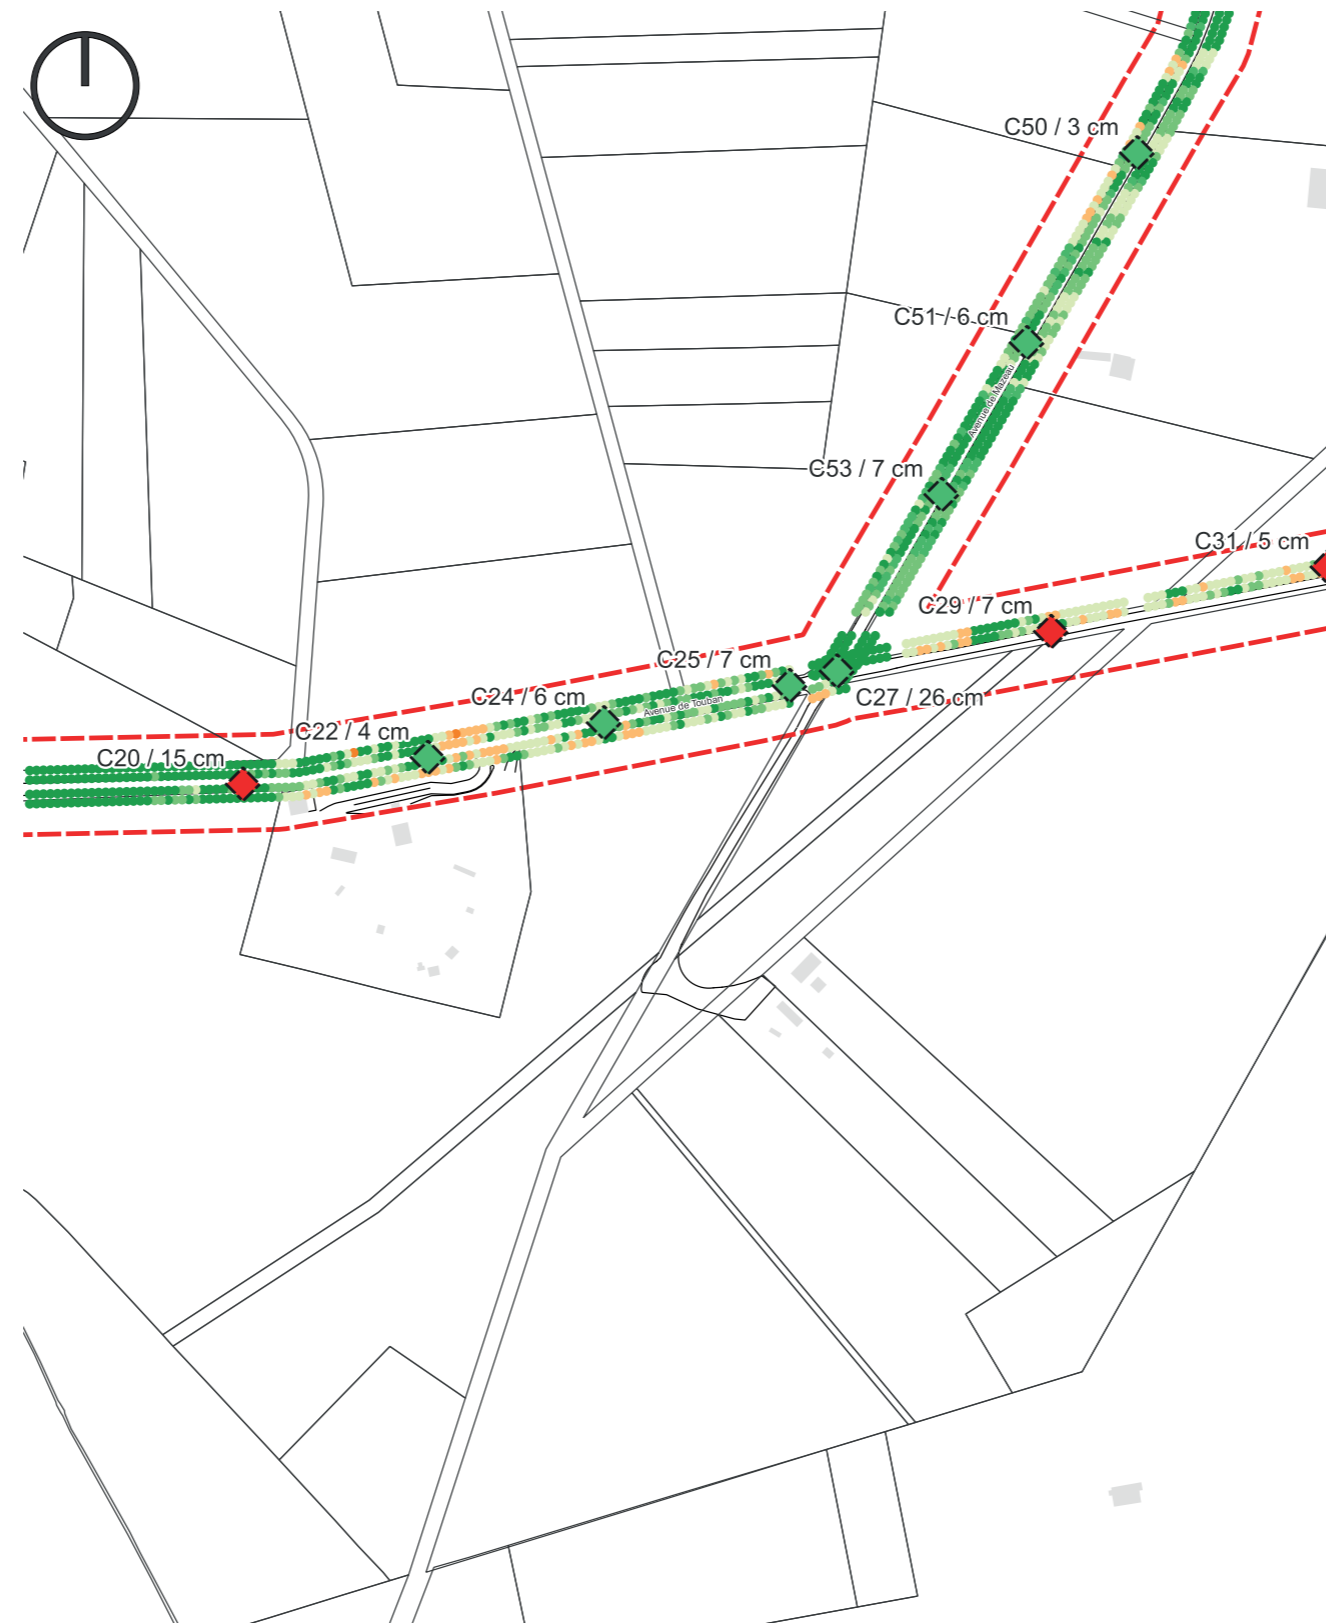 C50 / 3 cm
C51 / 6 cm
Avenue de Mazeau
C53 / 7 cm
C31 / 5 cm
C29 / 7 cm
C25 / 7 cm
C27 / 26 cm
C24 / 6 cm
Avenue de Touban
C22 / 4 cm
C20 / 15 cm